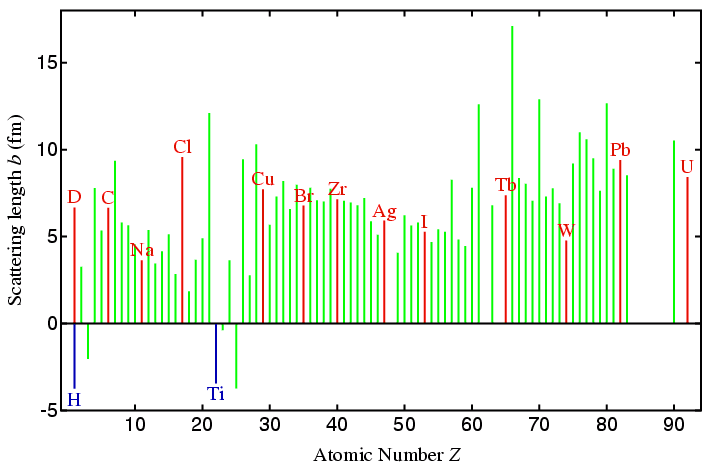 15
10
5
0
-5
10 20 30 40 50 60 70 80 90
Scattering length b (fm)
Atomic Number Z
D
H
C
Na
Cl
Ti
Cu
Br
Zr
Ag
I
Tb
W
Pb
U